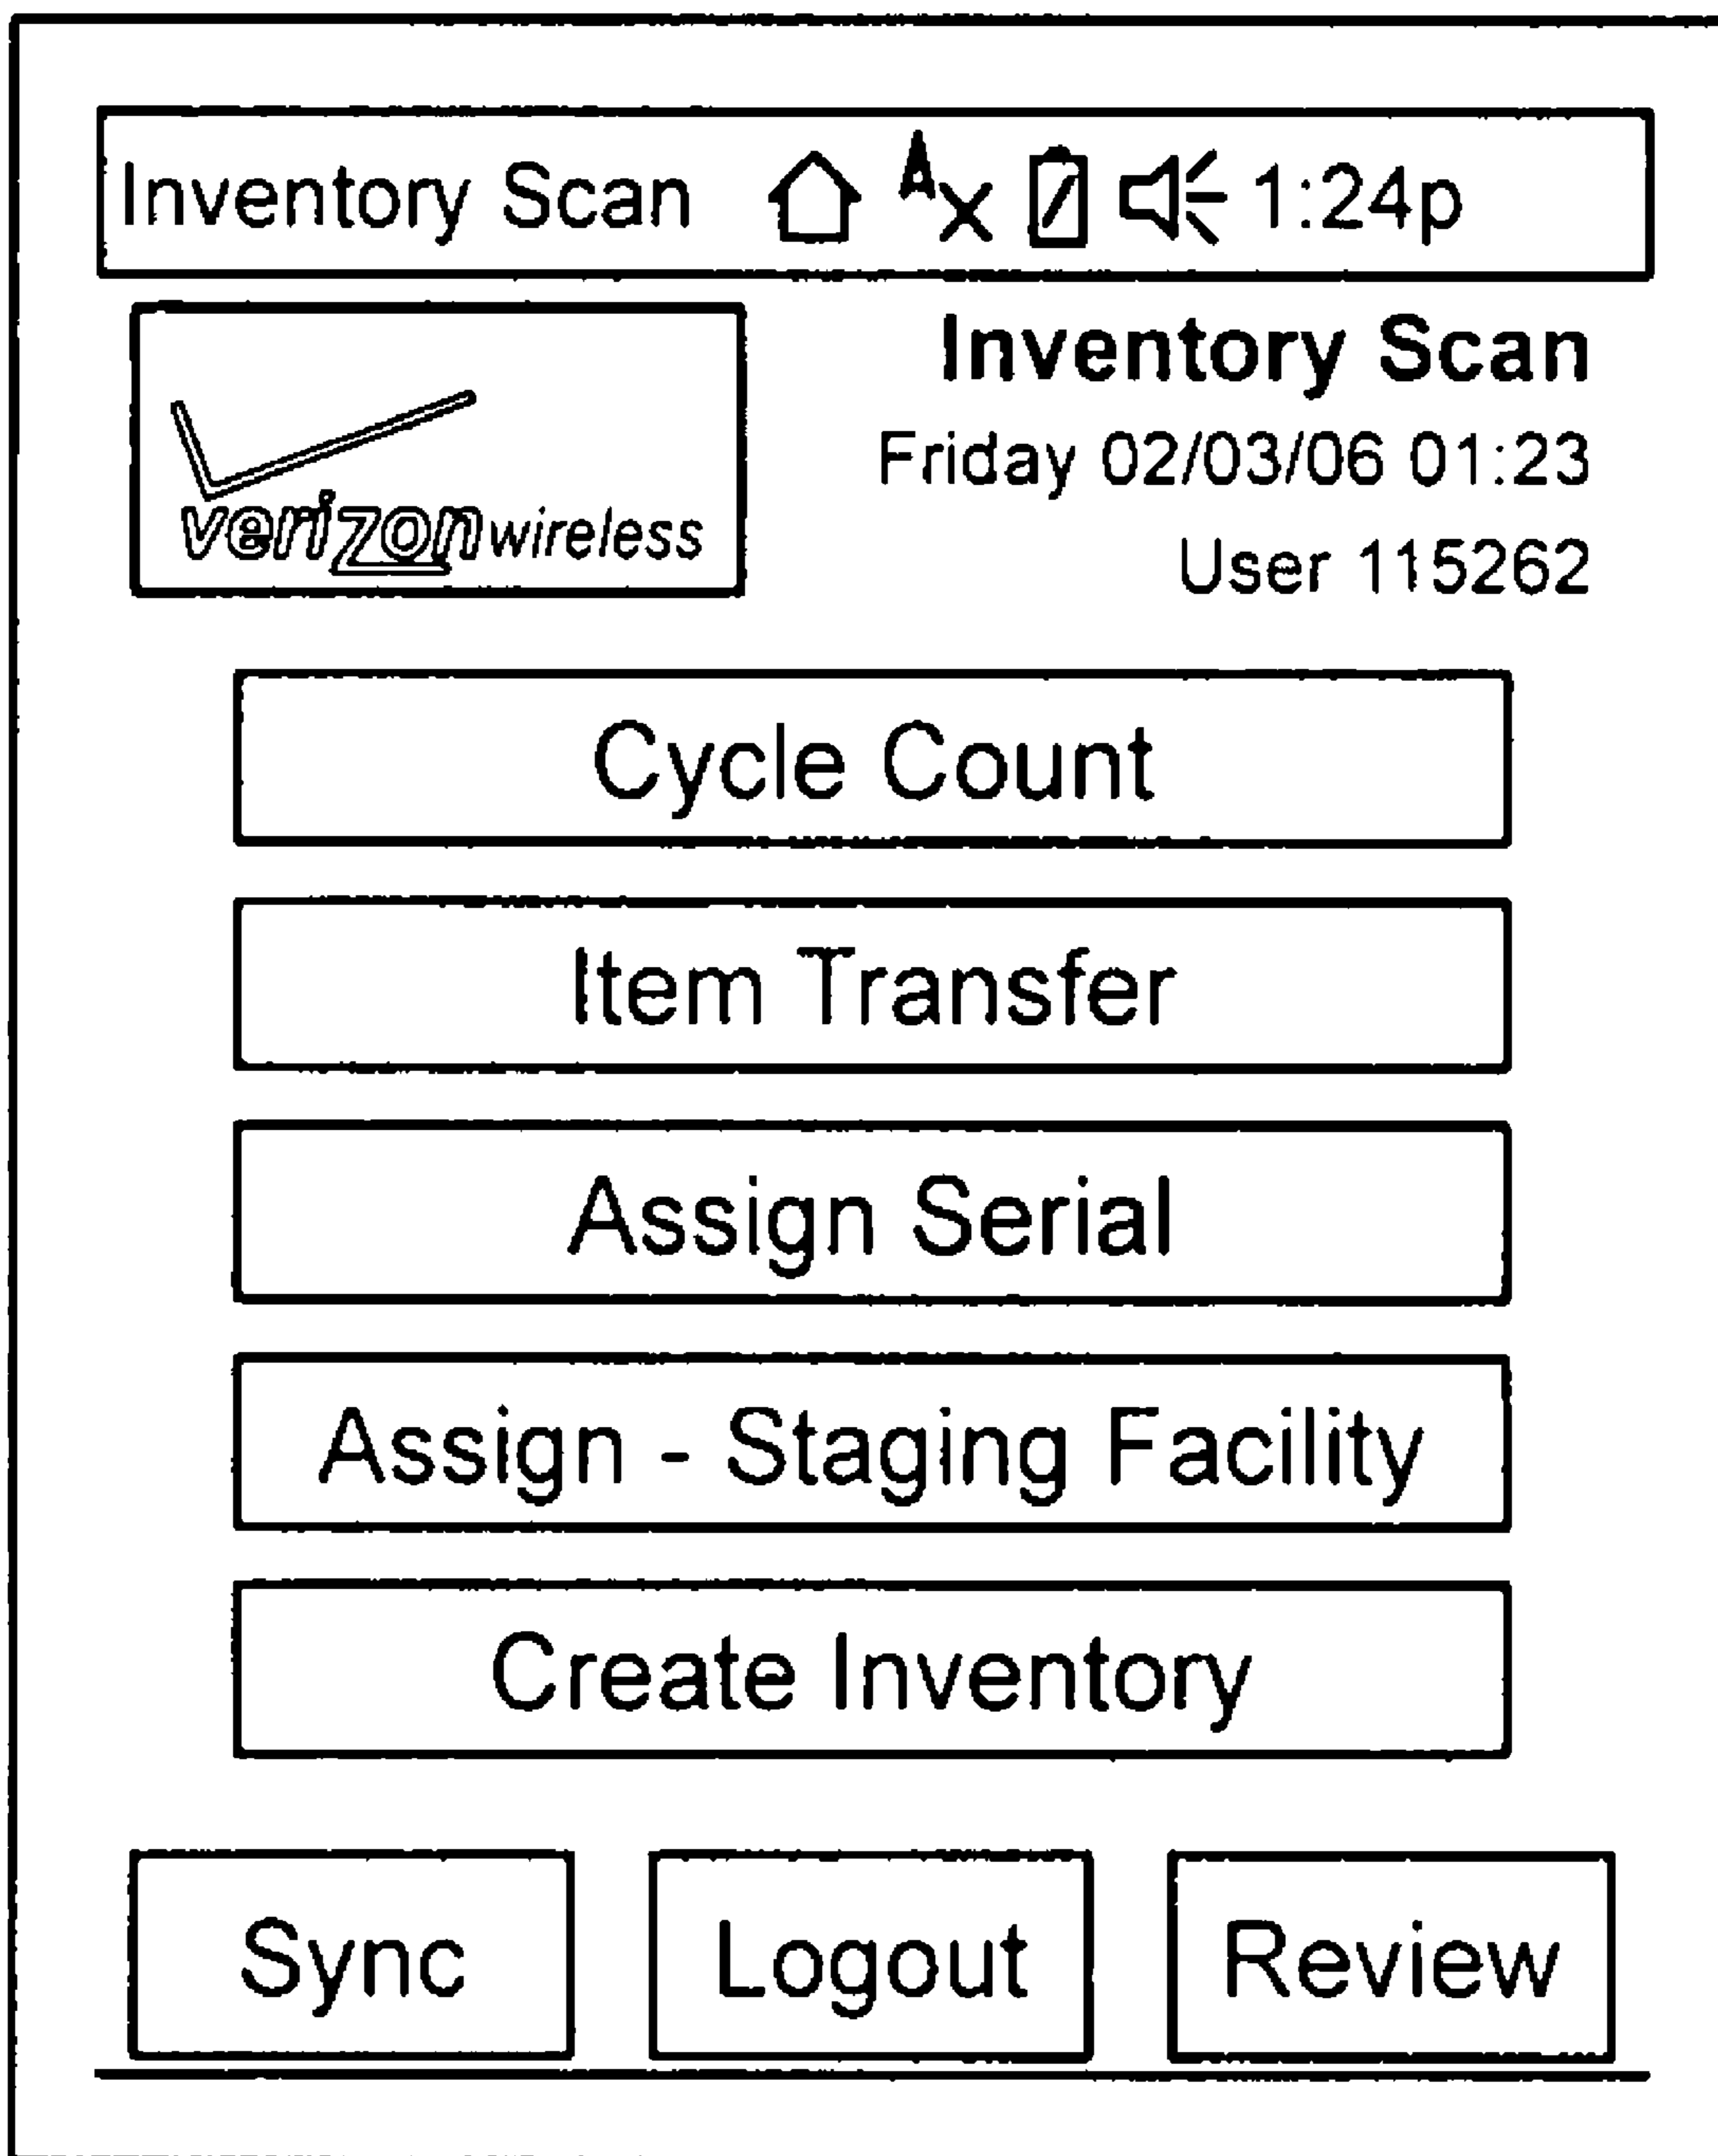 Inventory Scan 1:24p
Inventory Scan
Friday 02/03/06 01:23
User 115262
verizon wireless
Cycle Count
Item Transfer
Assign Serial
Assign - Staging Facility
Create Inventory
Sync Logout Review